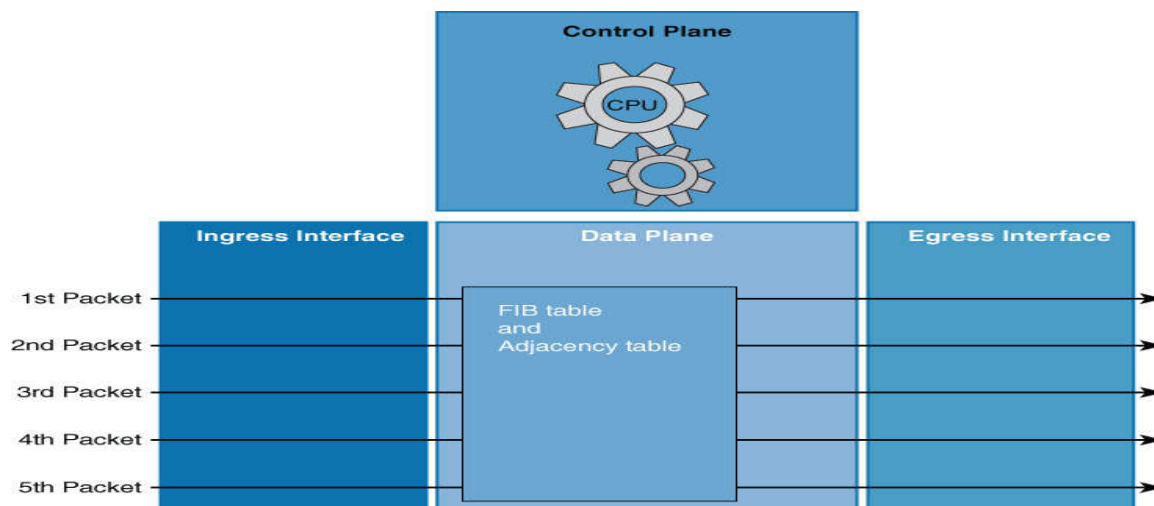 Control Plane
CPU
Ingress Interface
Data Plane
Egress Interface
1st Packet
2nd Packet
3rd Packet
4th Packet
5th Packet
FIB table
and
Adjacency table